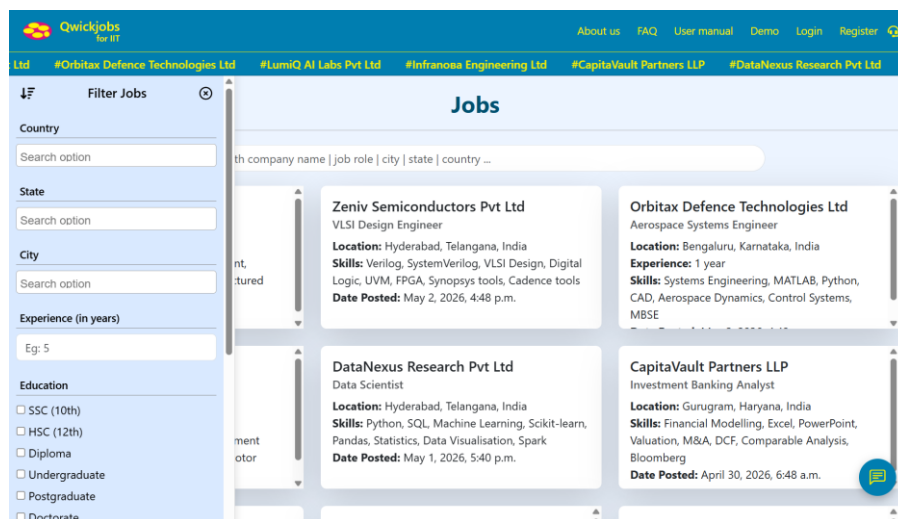 Qwickjobs
for IIT
About us FAQ User manual Demo Login Register
Ltd #Orbitax Defence Technologies Ltd #LumiQ AI Labs Pvt Ltd #Infranoва Engineering Ltd #CapitaVault Partners LLP #DataNexus Research Pvt Ltd
Filter Jobs
Country
Search option
State
Search option
City
Search option
Experience (in years)
Eg: 5
Education
SSC (10th)
HSC (12th)
Diploma
Undergraduate
Postgraduate
Doctorate
Jobs
th company name | job role | city | state | country ...
nt,
tured
Zeniv Semiconductors Pvt Ltd
VLSI Design Engineer
Location: Hyderabad, Telangana, India
Skills: Verilog, SystemVerilog, VLSI Design, Digital
Logic, UVM, FPGA, Synopsys tools, Cadence tools
Date Posted: May 2, 2026, 4:48 p.m.
Orbitax Defence Technologies Ltd
Aerospace Systems Engineer
Location: Bengaluru, Karnataka, India
Experience: 1 year
Skills: Systems Engineering, MATLAB, Python,
CAD, Aerospace Dynamics, Control Systems,
MBSE
ment
otor
DataNexus Research Pvt Ltd
Data Scientist
Location: Hyderabad, Telangana, India
Skills: Python, SQL, Machine Learning, Scikit-learn,
Pandas, Statistics, Data Visualisation, Spark
Date Posted: May 1, 2026, 5:40 p.m.
CapitaVault Partners LLP
Investment Banking Analyst
Location: Gurugram, Haryana, India
Skills: Financial Modelling, Excel, PowerPoint,
Valuation, M&A, DCF, Comparable Analysis,
Bloomberg
Date Posted: April 30, 2026, 6:48 a.m.